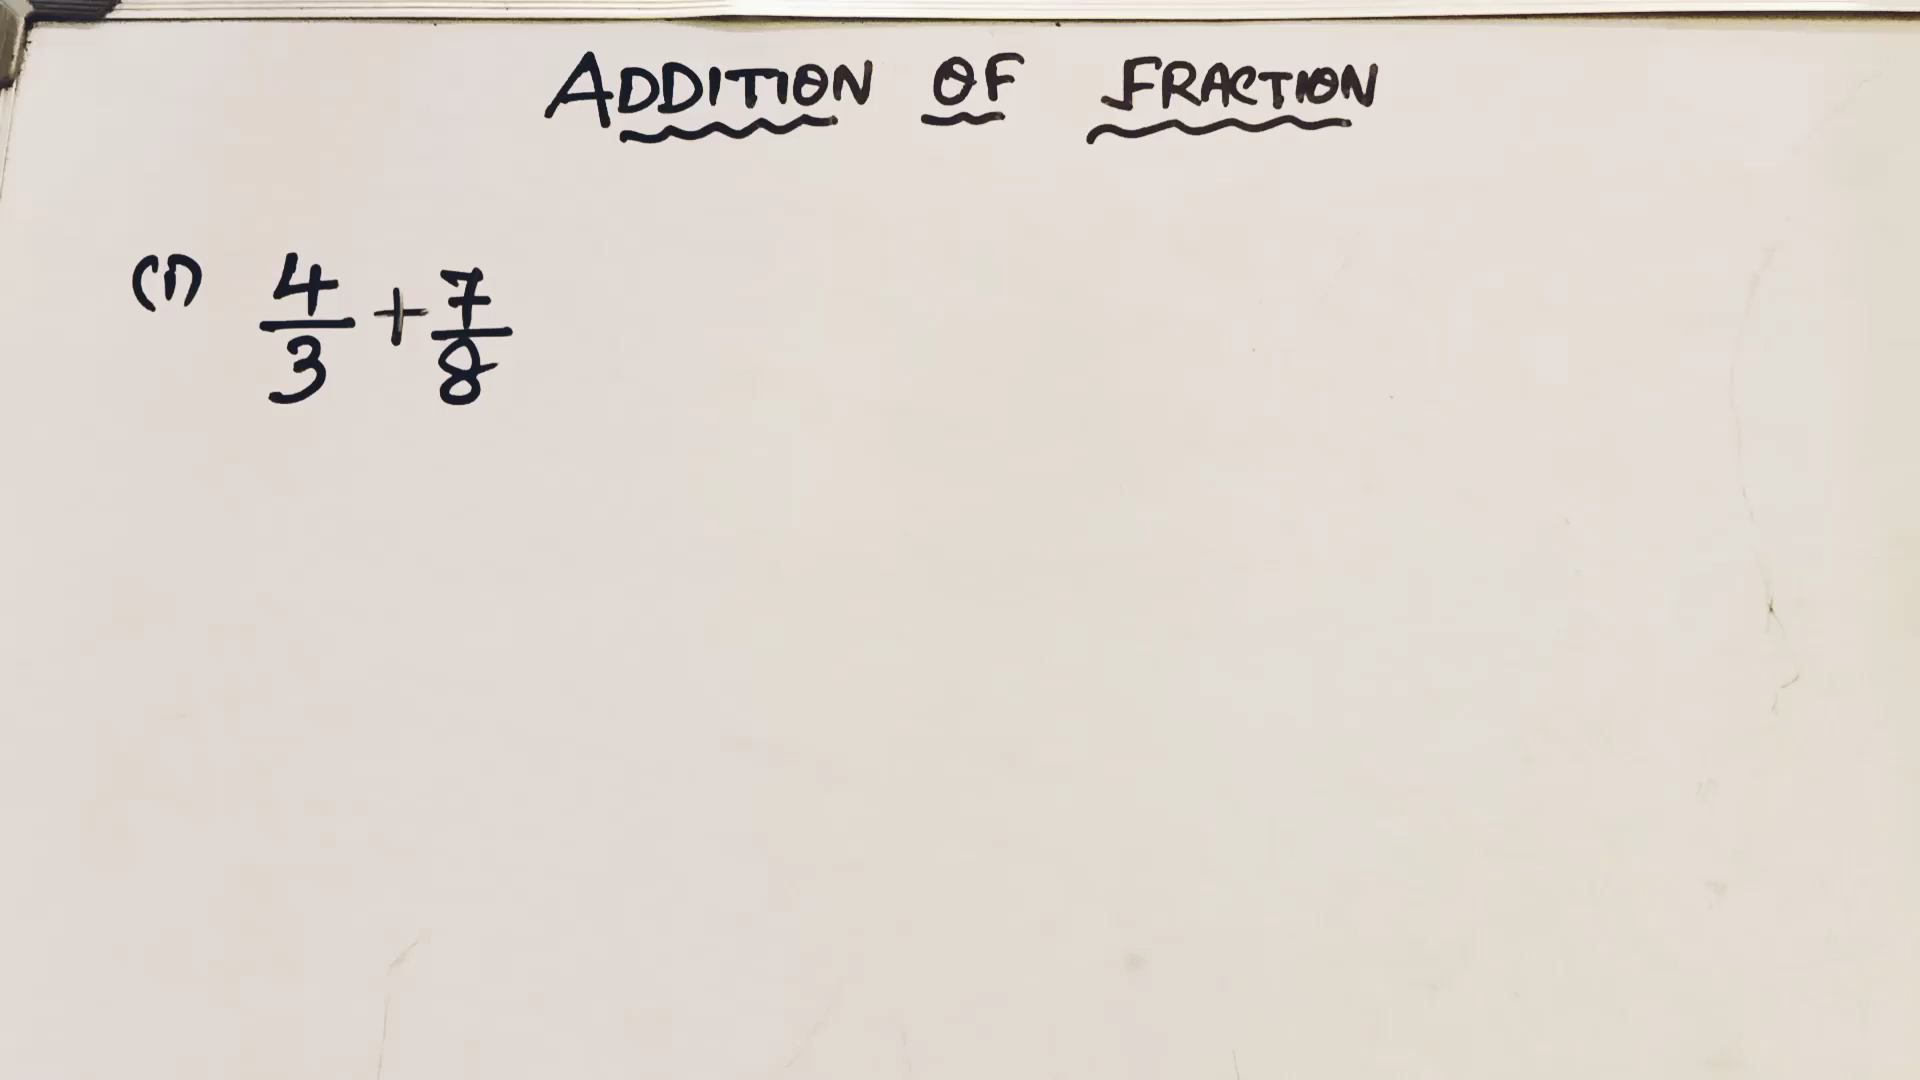 ADDITION OF FRACTION
(1) 4/3 + 7/8